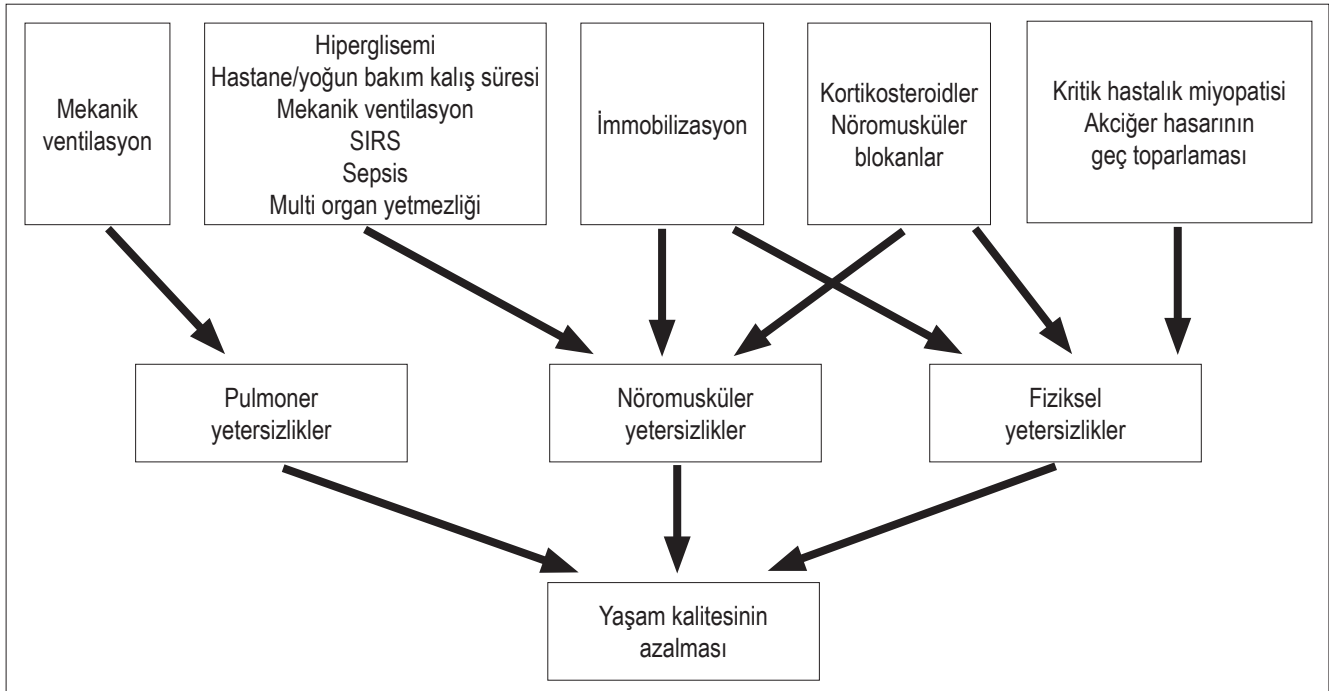 Mekanik
ventilasyon
Hiperglisemi
Hastane/yoğun bakım kalış süresi
Mekanik ventilasyon
SIRS
Sepsis
Multi organ yetmezliği
İmmobilizasyon
Kortikosteroidler
Nöromusküler
blokanlar
Kritik hastalık miyopatisi
Akciğer hasarının
geç toparlaması
Pulmoner
yetersizlikler
Nöromusküler
yetersizlikler
Fiziksel
yetersizlikler
Yaşam kalitesinin
azalması